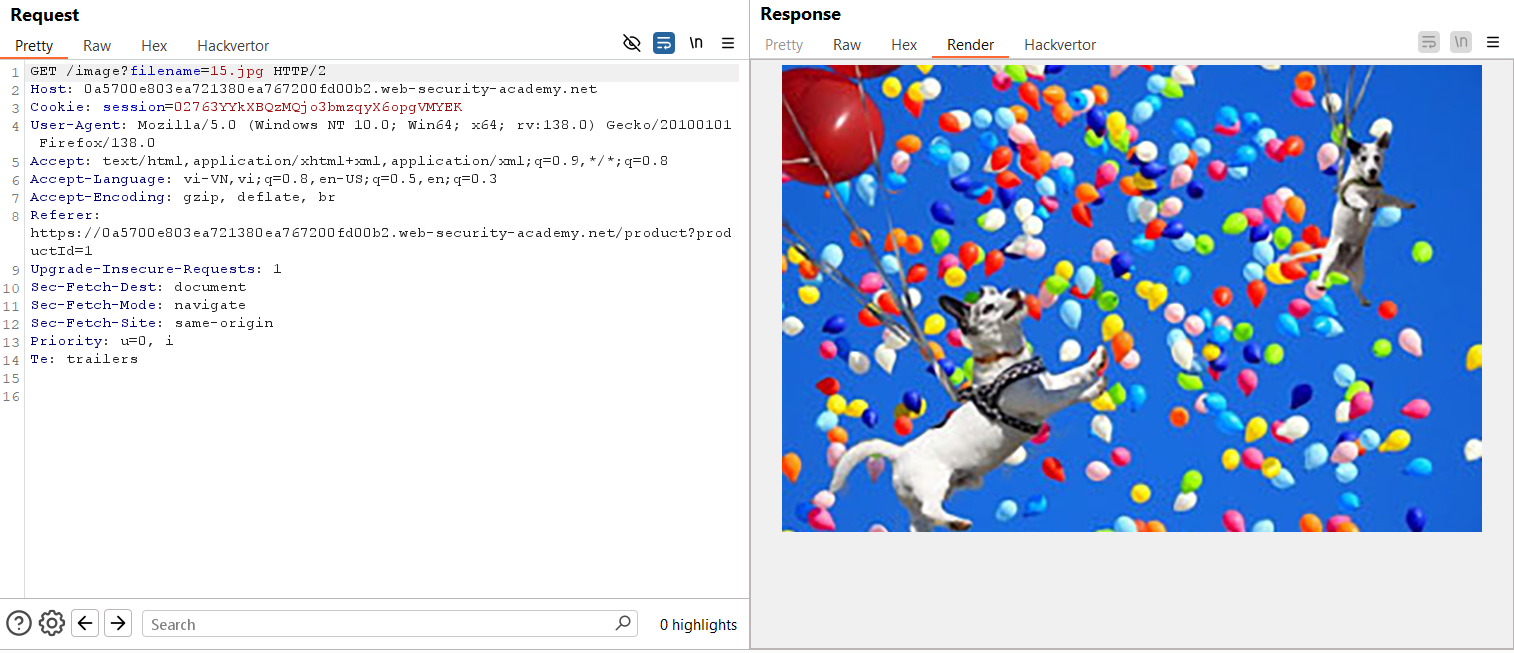 Request
Pretty Raw Hex Hackvertor
\n
1 GET /image?filename=15.jpg HTTP/2
2 Host: 0a5700e803ea721380ea767200fd00b2.web-security-academy.net
3 Cookie: session=O2763YYkXBQzMQjo3bmzqyX6opgVMYEK
4 User-Agent: Mozilla/5.0 (Windows NT 10.0; Win64; x64; rv:138.0) Gecko/20100101
Firefox/138.0
5 Accept: text/html,application/xhtml+xml,application/xml;q=0.9,*/*;q=0.8
6 Accept-Language: vi-VN,vi;q=0.8,en-US;q=0.5,en;q=0.3
7 Accept-Encoding: gzip, deflate, br
8 Referer:
https://0a5700e803ea721380ea767200fd00b2.web-security-academy.net/product?prod
uctId=1
9 Upgrade-Insecure-Requests: 1
10 Sec-Fetch-Dest: document
11 Sec-Fetch-Mode: navigate
12 Sec-Fetch-Site: same-origin
13 Priority: u=0, i
14 Te: trailers
15
16
Search
0 highlights
Response
Pretty Raw Hex Render Hackvertor
\n